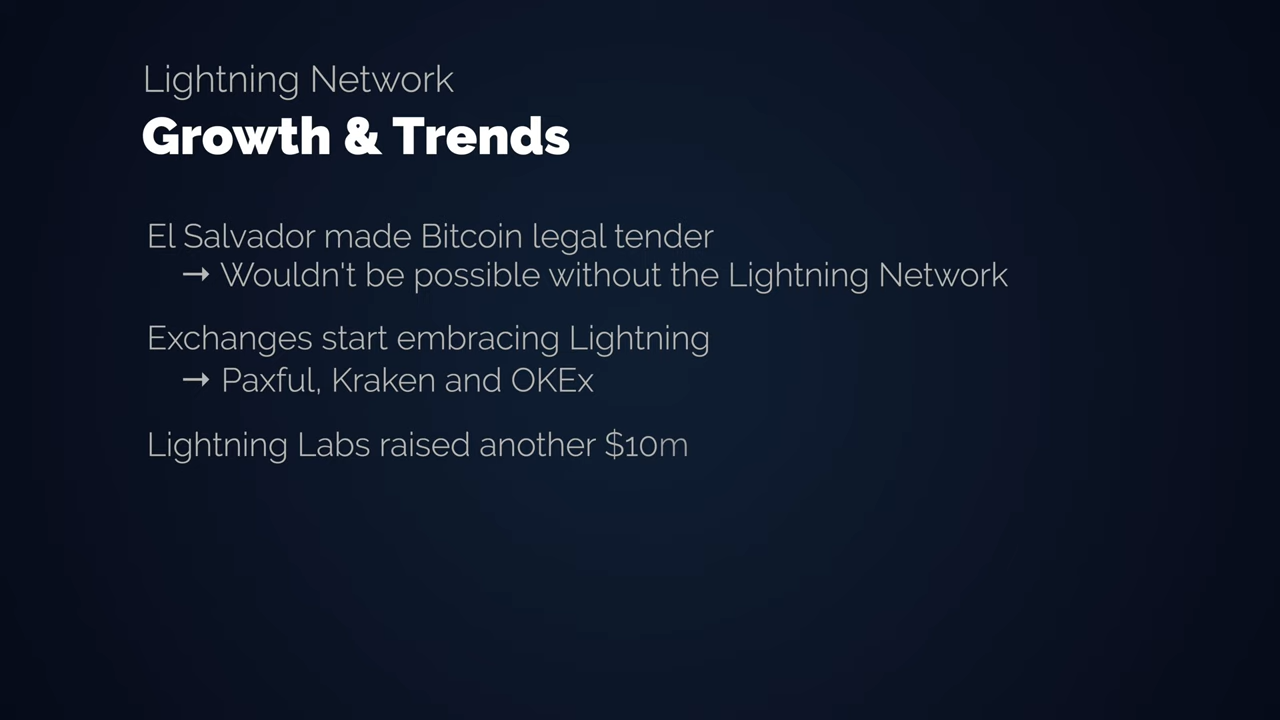 Lightning Network
Growth & Trends
El Salvador made Bitcoin legal tender
→ Wouldn't be possible without the Lightning Network
Exchanges start embracing Lightning
→ Paxful, Kraken and OKEx
Lightning Labs raised another $10m